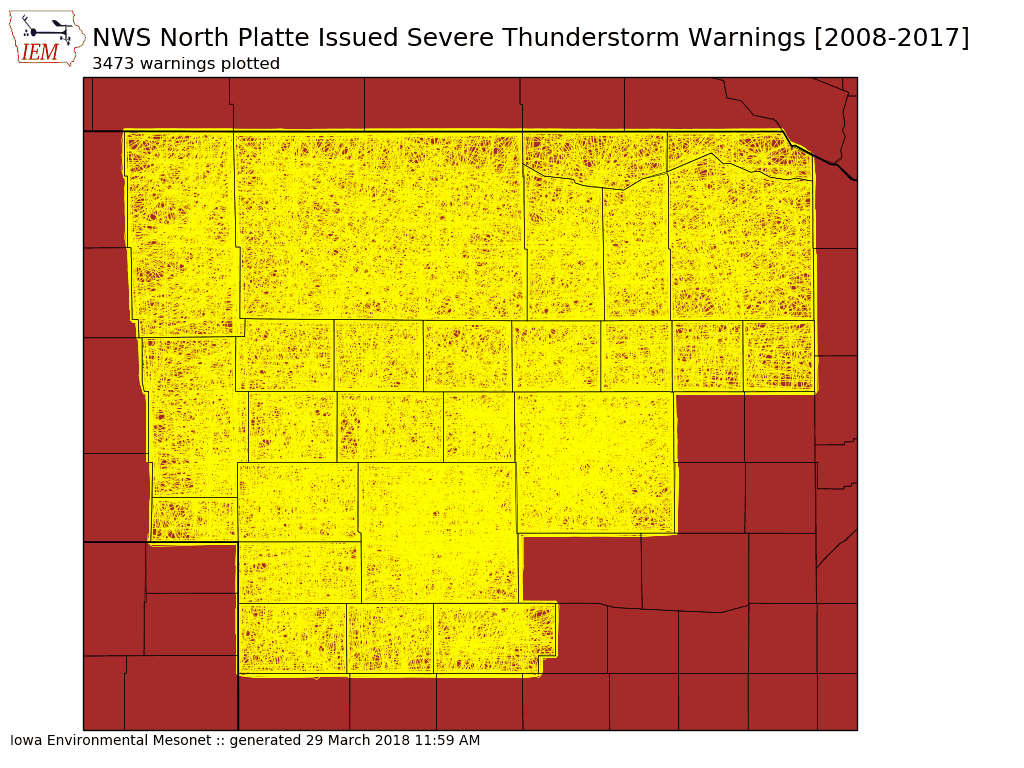 IEM
NWS North Platte Issued Severe Thunderstorm Warnings [2008-2017]
3473 warnings plotted
Iowa Environmental Mesonet :: generated 29 March 2018 11:59 AM